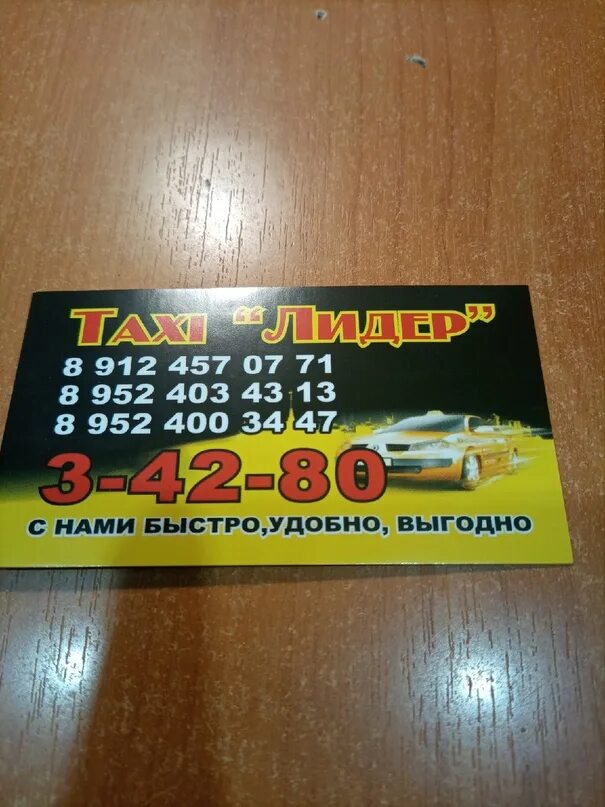 TAXI "ЛИДЕР"
8 912 457 07 71
8 952 403 43 13
8 952 400 34 47
3-42-80
С НАМИ БЫСТРО,УДОБНО, ВЫГОДНО